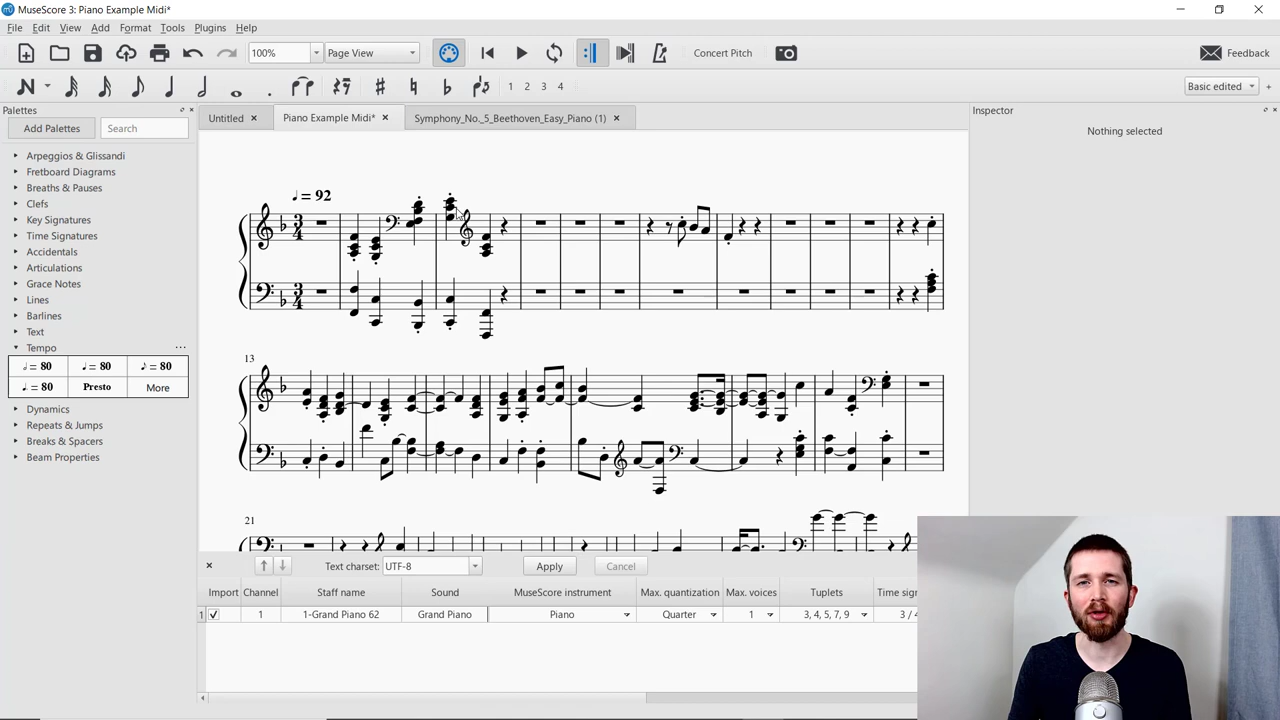 MuseScore 3: Piano Example Midi*
File Edit View Add Format Tools Plugins Help
100% Page View Concert Pitch Feedback
1 2 3 4 Basic edited +
Palettes
Add Palettes Search
Arpeggios & Glissandi
Fretboard Diagrams
Breaths & Pauses
Clefs
Key Signatures
Time Signatures
Accidentals
Articulations
Grace Notes
Lines
Barlines
Text
Tempo
= 80 = 80 = 80
= 80 Presto More
Dynamics
Repeats & Jumps
Breaks & Spacers
Beam Properties
Untitled Piano Example Midi* Symphony_No._5_Beethoven_Easy_Piano (1)
= 92
3
4
3
4
13
21
Text charset: UTF-8 Apply Cancel
Import Channel Staff name Sound MuseScore instrument Max. quantization Max. voices Tuplets Time sign
1 1 1-Grand Piano 62 Grand Piano Piano Quarter 1 3, 4, 5, 7, 9 3 / 4
Inspector
Nothing selected